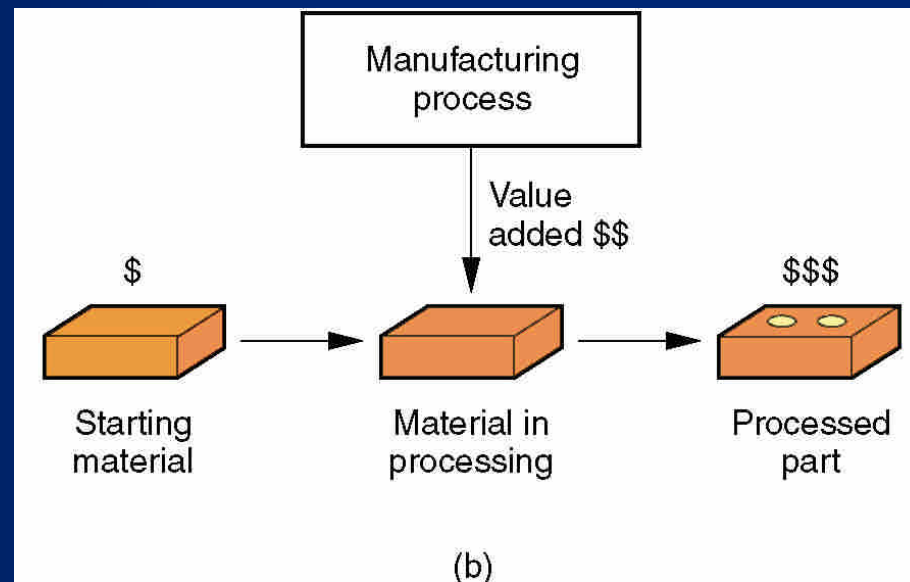 Manufacturing
process
Value
added $$
$
$$$
Starting
material
Material in
processing
Processed
part
(b)